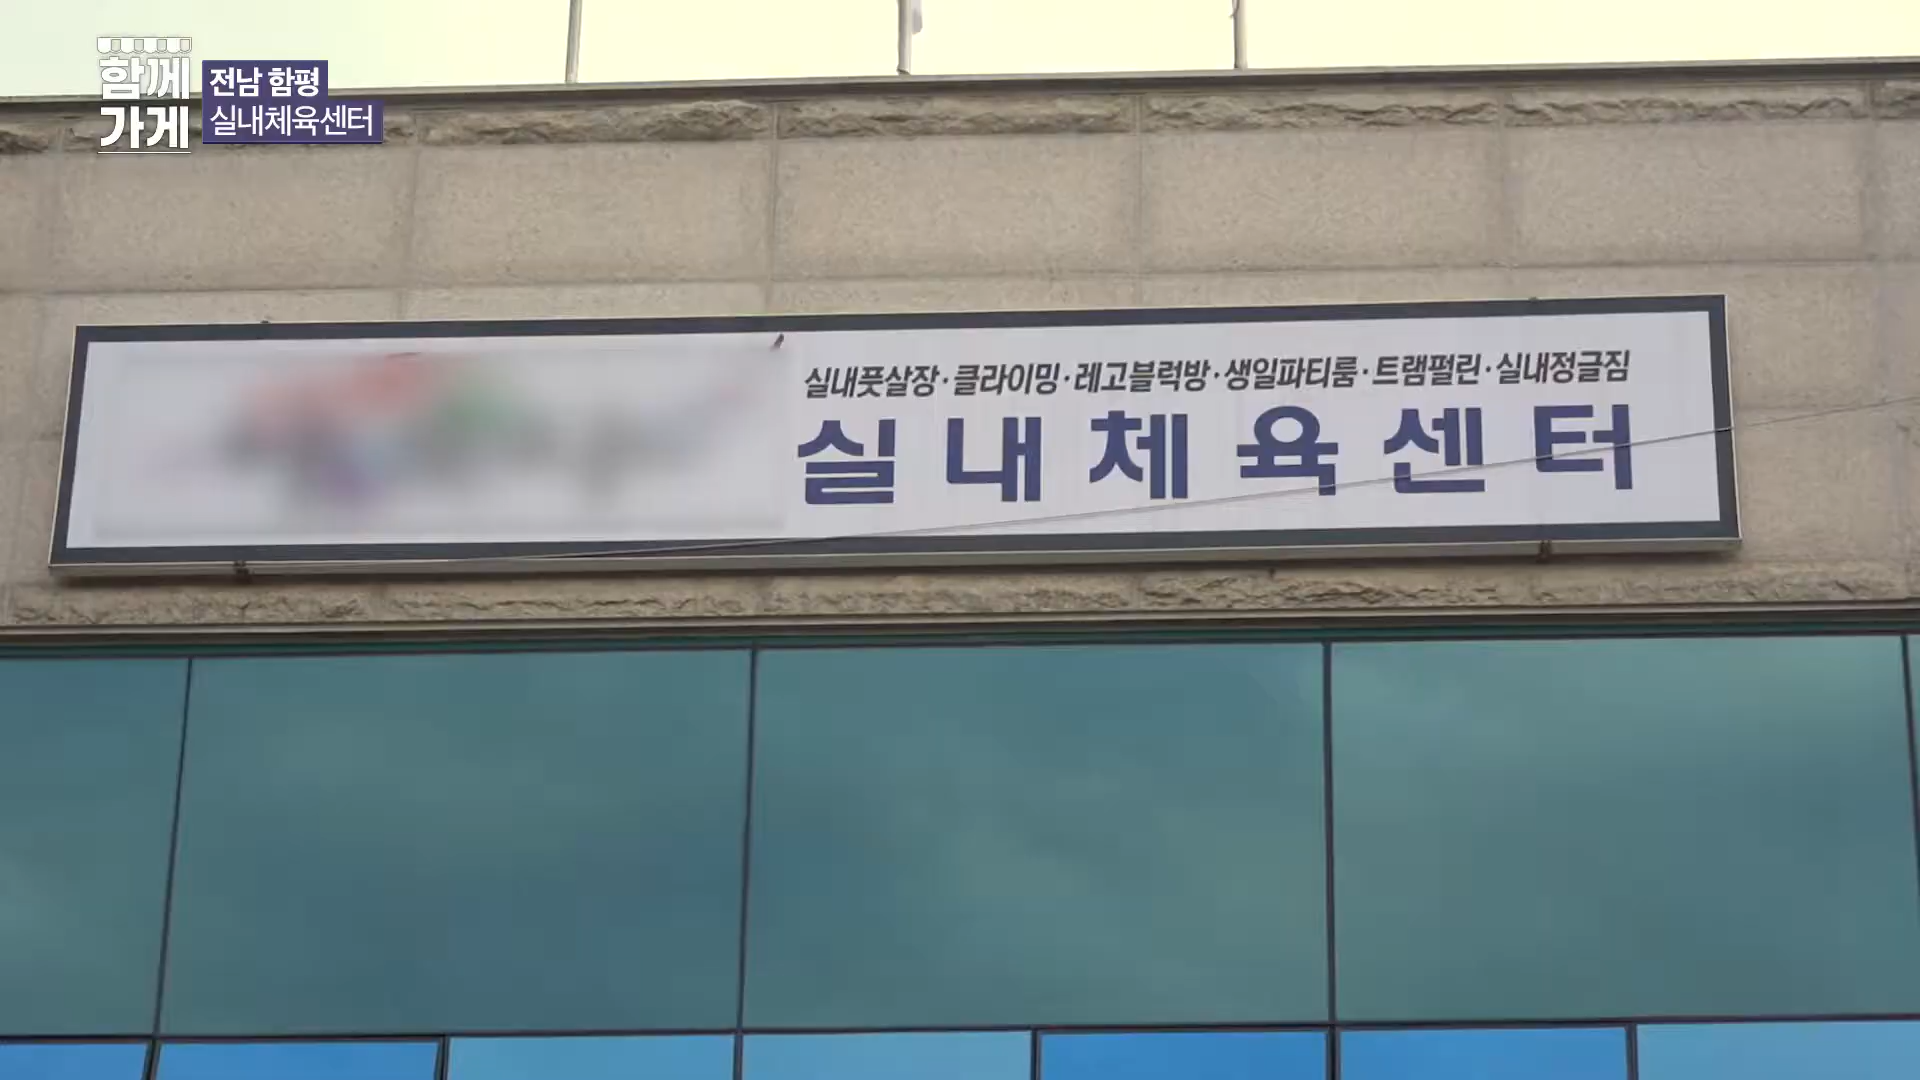 함께
가게
전남 함평
실내체육센터
실내풋살장·클라이밍·레고블럭방·생일파티룸·트램펄린·실내정글짐
실내체육센터